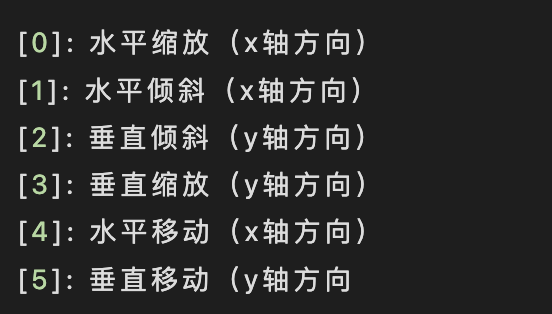 [0]: 水平缩放（x轴方向）
[1]: 水平倾斜（x轴方向）
[2]: 垂直倾斜（y轴方向）
[3]: 垂直缩放（y轴方向）
[4]: 水平移动（x轴方向）
[5]: 垂直移动（y轴方向